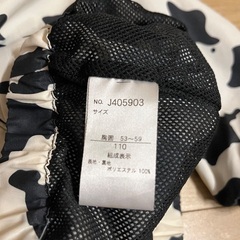 NO. J405903
サイズ
胸囲 53～59
110
組成表示
表地・裏地
ポリエステル 100%